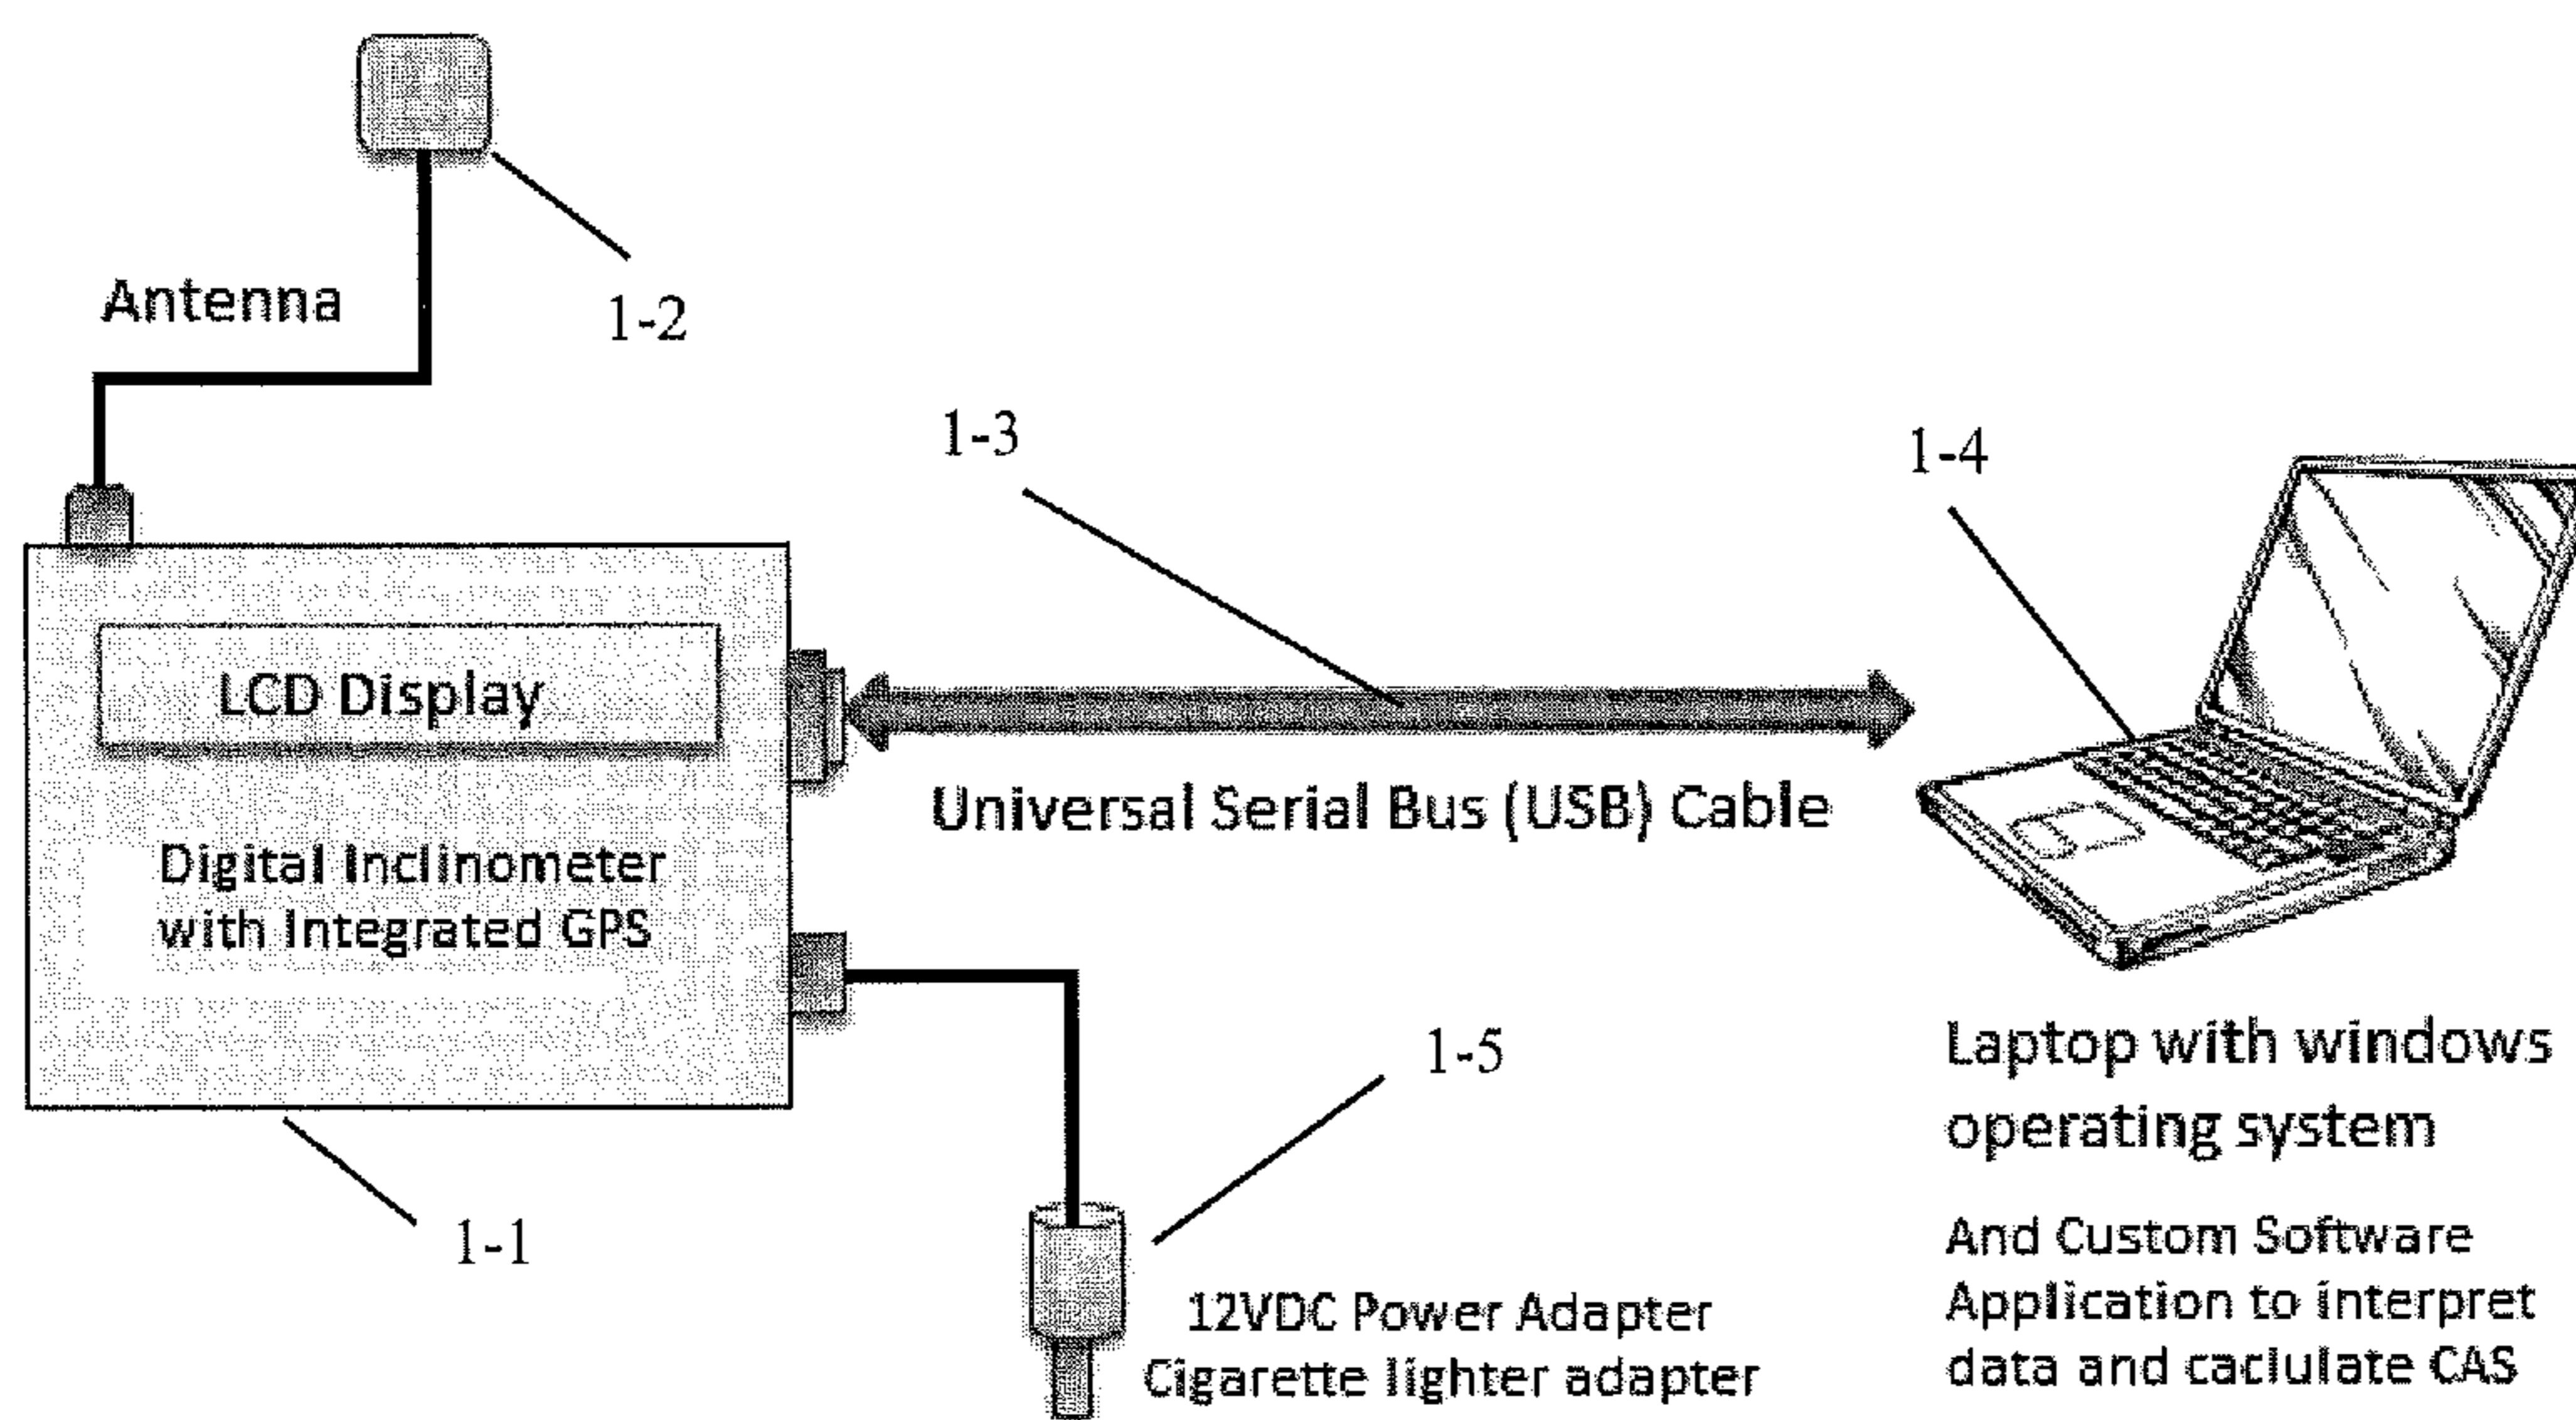 Antenna
1-2
1-3
1-4
LCD Display
Universal Serial Bus (USB) Cable
Digital Inclinometer
with Integrated GPS
1-5
1-1
Laptop with windows
operating system
And Custom Software
Application to interpret
data and caclulate CAS
12VDC Power Adapter
Cigarette lighter adapter